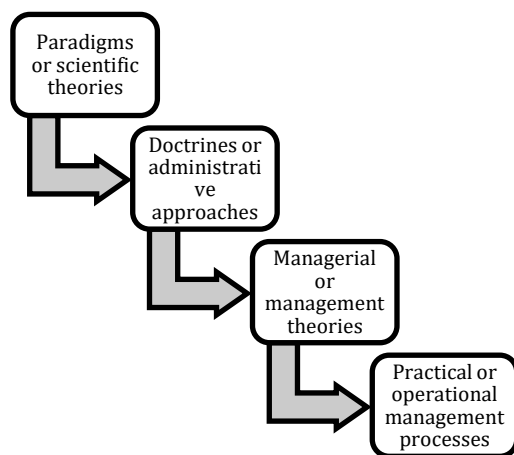 Paradigms
or scientific
theories
Doctrines or
administrati
ve
approaches
Managerial
or
management
theories
Practical or
operational
management
processes